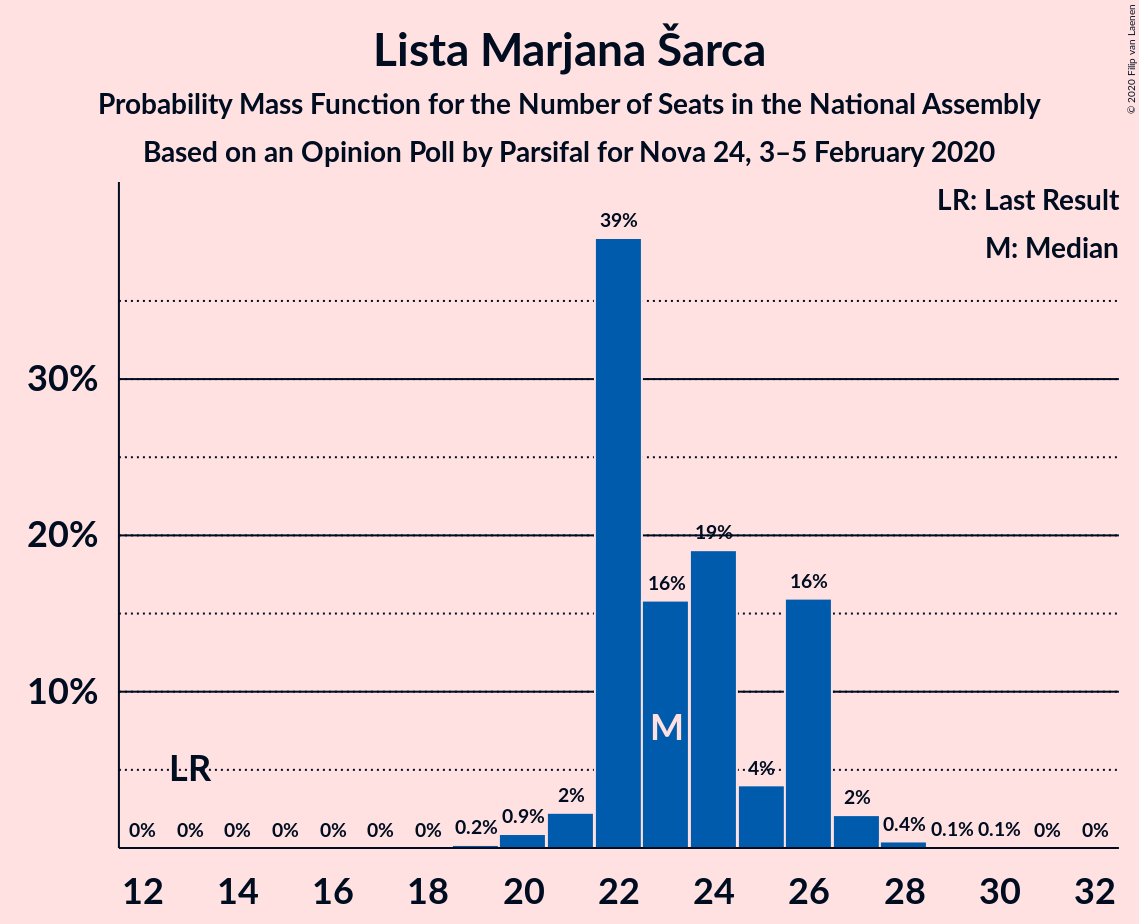 Lista Marjana Šarca
Probability Mass Function for the Number of Seats in the National Assembly
Based on an Opinion Poll by Parsifal for Nova 24, 3–5 February 2020
© 2020 Filip van Laenen
LR: Last Result
M: Median
39%
30%
20%
19%
16%
16%
10%
M
LR
4%
2%
2%
0% 0% 0% 0% 0% 0% 0% 0.2% 0.9% 0.4% 0.1% 0.1% 0% 0%
12 14 16 18 20 22 24 26 28 30 32